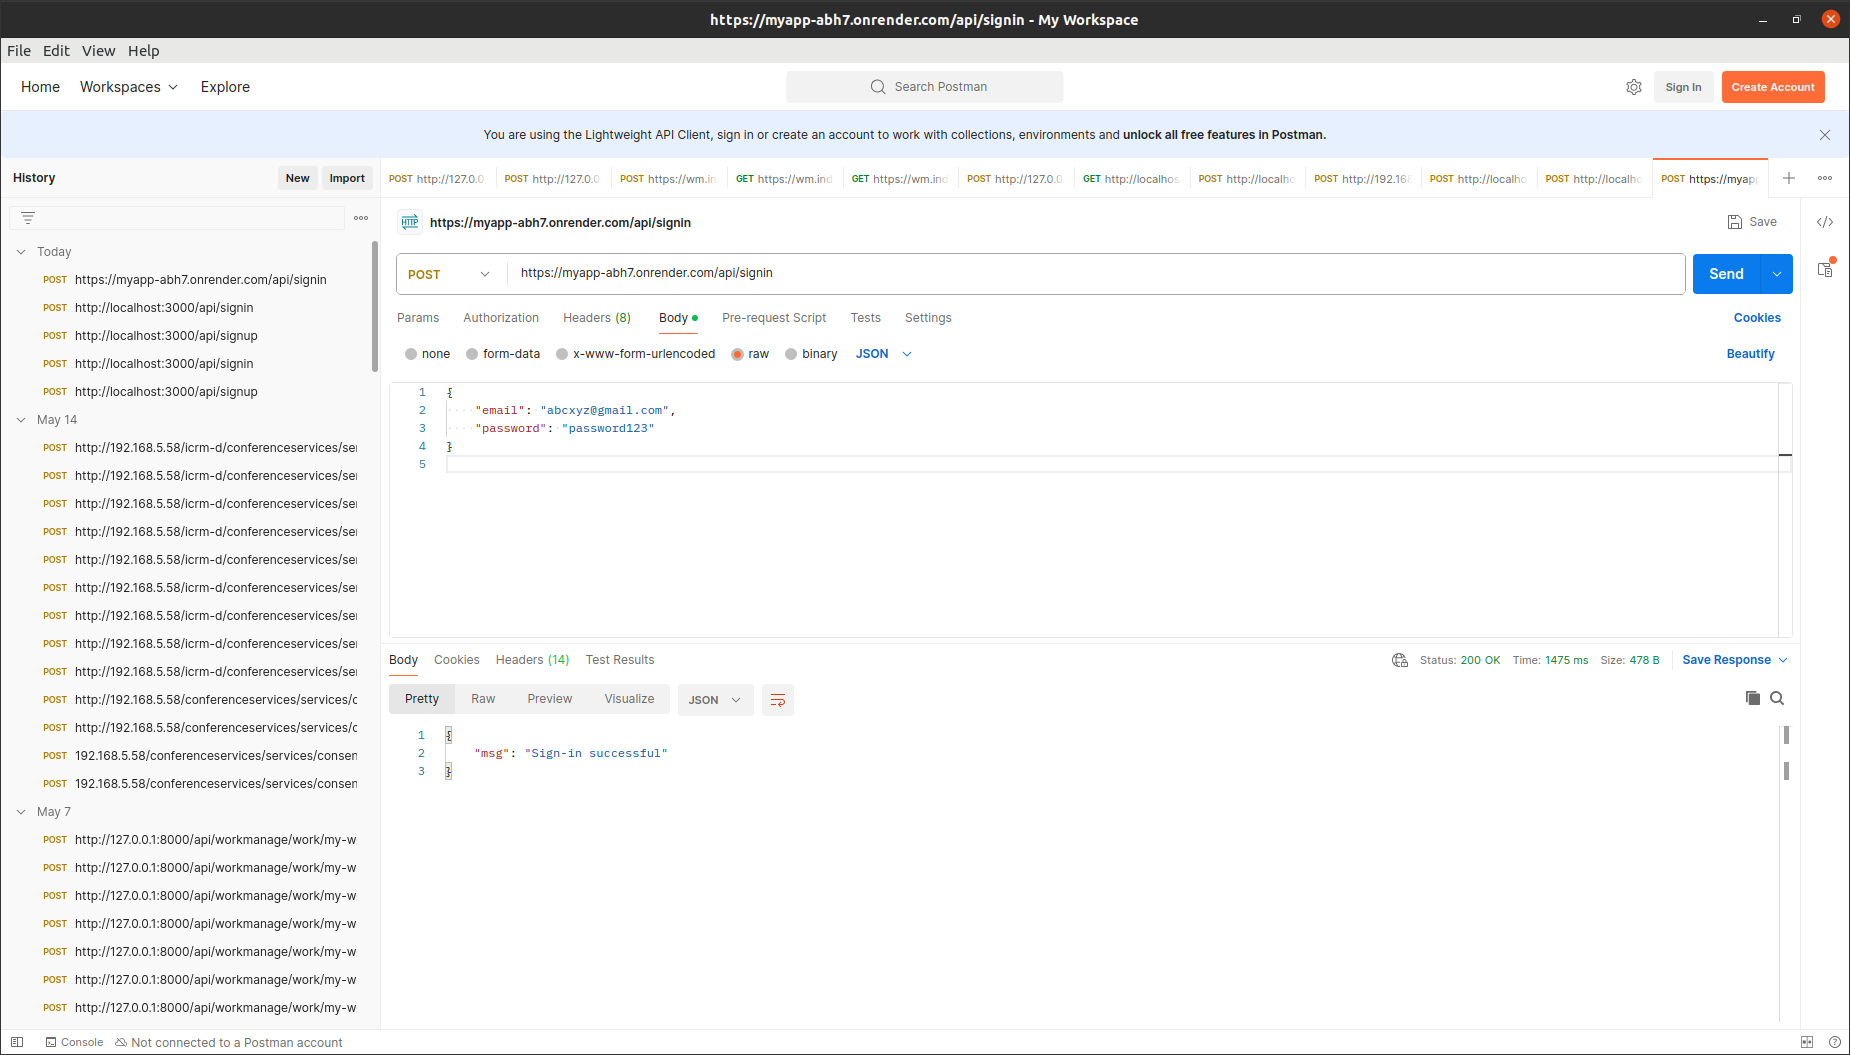 https://myapp-abh7.onrender.com/api/signin - My Workspace
File Edit View Help
Home Workspaces Explore
Search Postman
Sign In
Create Account
You are using the Lightweight API Client, sign in or create an account to work with collections, environments and unlock all free features in Postman.
History
New
Import
POST http://127.0.0
POST http://127.0.0
POST https://wm.in
GET https://wm.ind
GET https://wm.ind
POST http://127.0.0
GET http://localhos
POST http://localho
POST http://192.168
POST http://localho
POST http://localho
POST https://myapp
Today
POST https://myapp-abh7.onrender.com/api/signin
POST http://localhost:3000/api/signin
POST http://localhost:3000/api/signup
POST http://localhost:3000/api/signin
POST http://localhost:3000/api/signup
May 14
POST http://192.168.5.58/icrm-d/conferenceservices/ser
POST http://192.168.5.58/icrm-d/conferenceservices/ser
POST http://192.168.5.58/icrm-d/conferenceservices/ser
POST http://192.168.5.58/icrm-d/conferenceservices/ser
POST http://192.168.5.58/icrm-d/conferenceservices/ser
POST http://192.168.5.58/icrm-d/conferenceservices/ser
POST http://192.168.5.58/icrm-d/conferenceservices/ser
POST http://192.168.5.58/icrm-d/conferenceservices/ser
POST http://192.168.5.58/icrm-d/conferenceservices/ser
POST http://192.168.5.58/conferenceservices/services/c
POST http://192.168.5.58/conferenceservices/services/c
POST 192.168.5.58/conferenceservices/services/consen
POST 192.168.5.58/conferenceservices/services/consen
May 7
POST http://127.0.0.1:8000/api/workmanage/work/my-w
POST http://127.0.0.1:8000/api/workmanage/work/my-w
POST http://127.0.0.1:8000/api/workmanage/work/my-w
POST http://127.0.0.1:8000/api/workmanage/work/my-w
POST http://127.0.0.1:8000/api/workmanage/work/my-w
POST http://127.0.0.1:8000/api/workmanage/work/my-w
POST http://127.0.0.1:8000/api/workmanage/work/my-w
HTTP https://myapp-abh7.onrender.com/api/signin
Save
POST https://myapp-abh7.onrender.com/api/signin
Send
Params Authorization Headers (8) Body Pre-request Script Tests Settings
Cookies
none form-data x-www-form-urlencoded raw binary JSON
Beautify
1 {
2 "email": "abcxyz@gmail.com",
3 "password": "password123"
4 }
5
Body Cookies Headers (14) Test Results
Status: 200 OK Time: 1475 ms Size: 478 B
Save Response
Pretty Raw Preview Visualize JSON
1 {
2 "msg": "Sign-in successful"
3 }
Console
Not connected to a Postman account